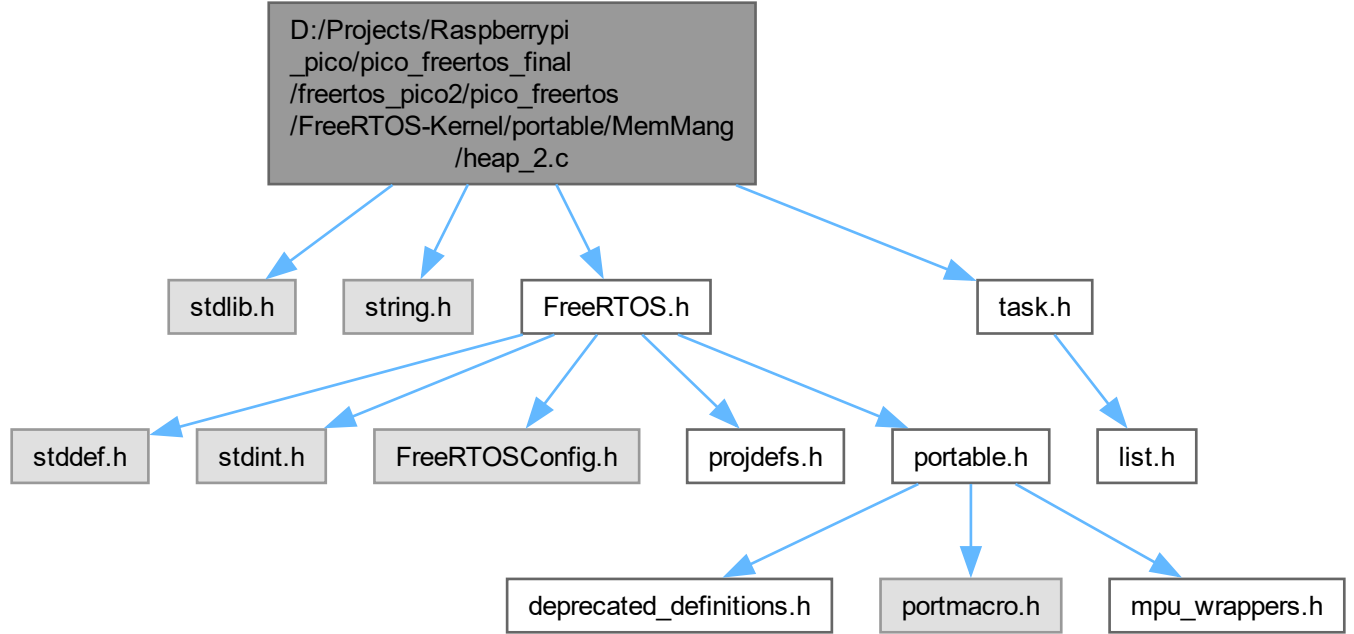 D:/Projects/Raspberrypi
_pico/pico_freertos_final
/freertos_pico2/pico_freertos
/FreeRTOS-Kernel/portable/MemMang
/heap_2.c
stdlib.h
string.h
FreeRTOS.h
task.h
stddef.h
stdint.h
FreeRTOSConfig.h
projdefs.h
portable.h
list.h
deprecated_definitions.h
portmacro.h
mpu_wrappers.h